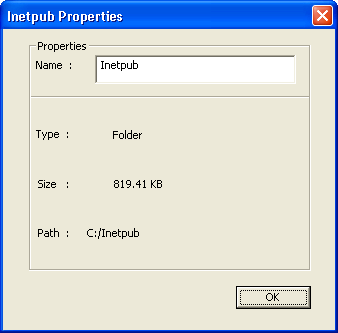 Inetpub Properties
Properties
Name : Inetpub
Type : Folder
Size : 819.41 KB
Path : C:/Inetpub
OK